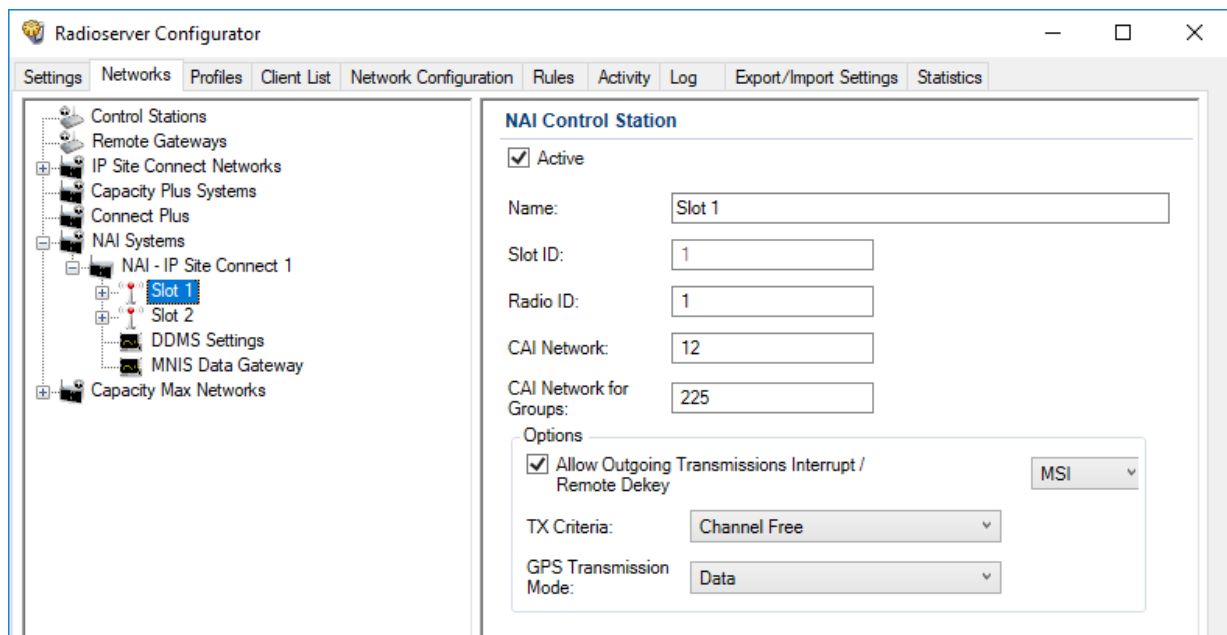 Radioserver Configurator
Settings Networks Profiles Client List Network Configuration Rules Activity Log Export/Import Settings Statistics
Control Stations
Remote Gateways
IP Site Connect Networks
Capacity Plus Systems
Connect Plus
NAI Systems
NAI - IP Site Connect 1
Slot 1
Slot 2
DDMS Settings
MNIS Data Gateway
Capacity Max Networks
NAI Control Station
Active
Name: Slot 1
Slot ID: 1
Radio ID: 1
CAI Network: 12
CAI Network for
Groups: 225
Options
Allow Outgoing Transmissions Interrupt /
Remote Dekey MSI
TX Criteria: Channel Free
GPS Transmission
Mode: Data